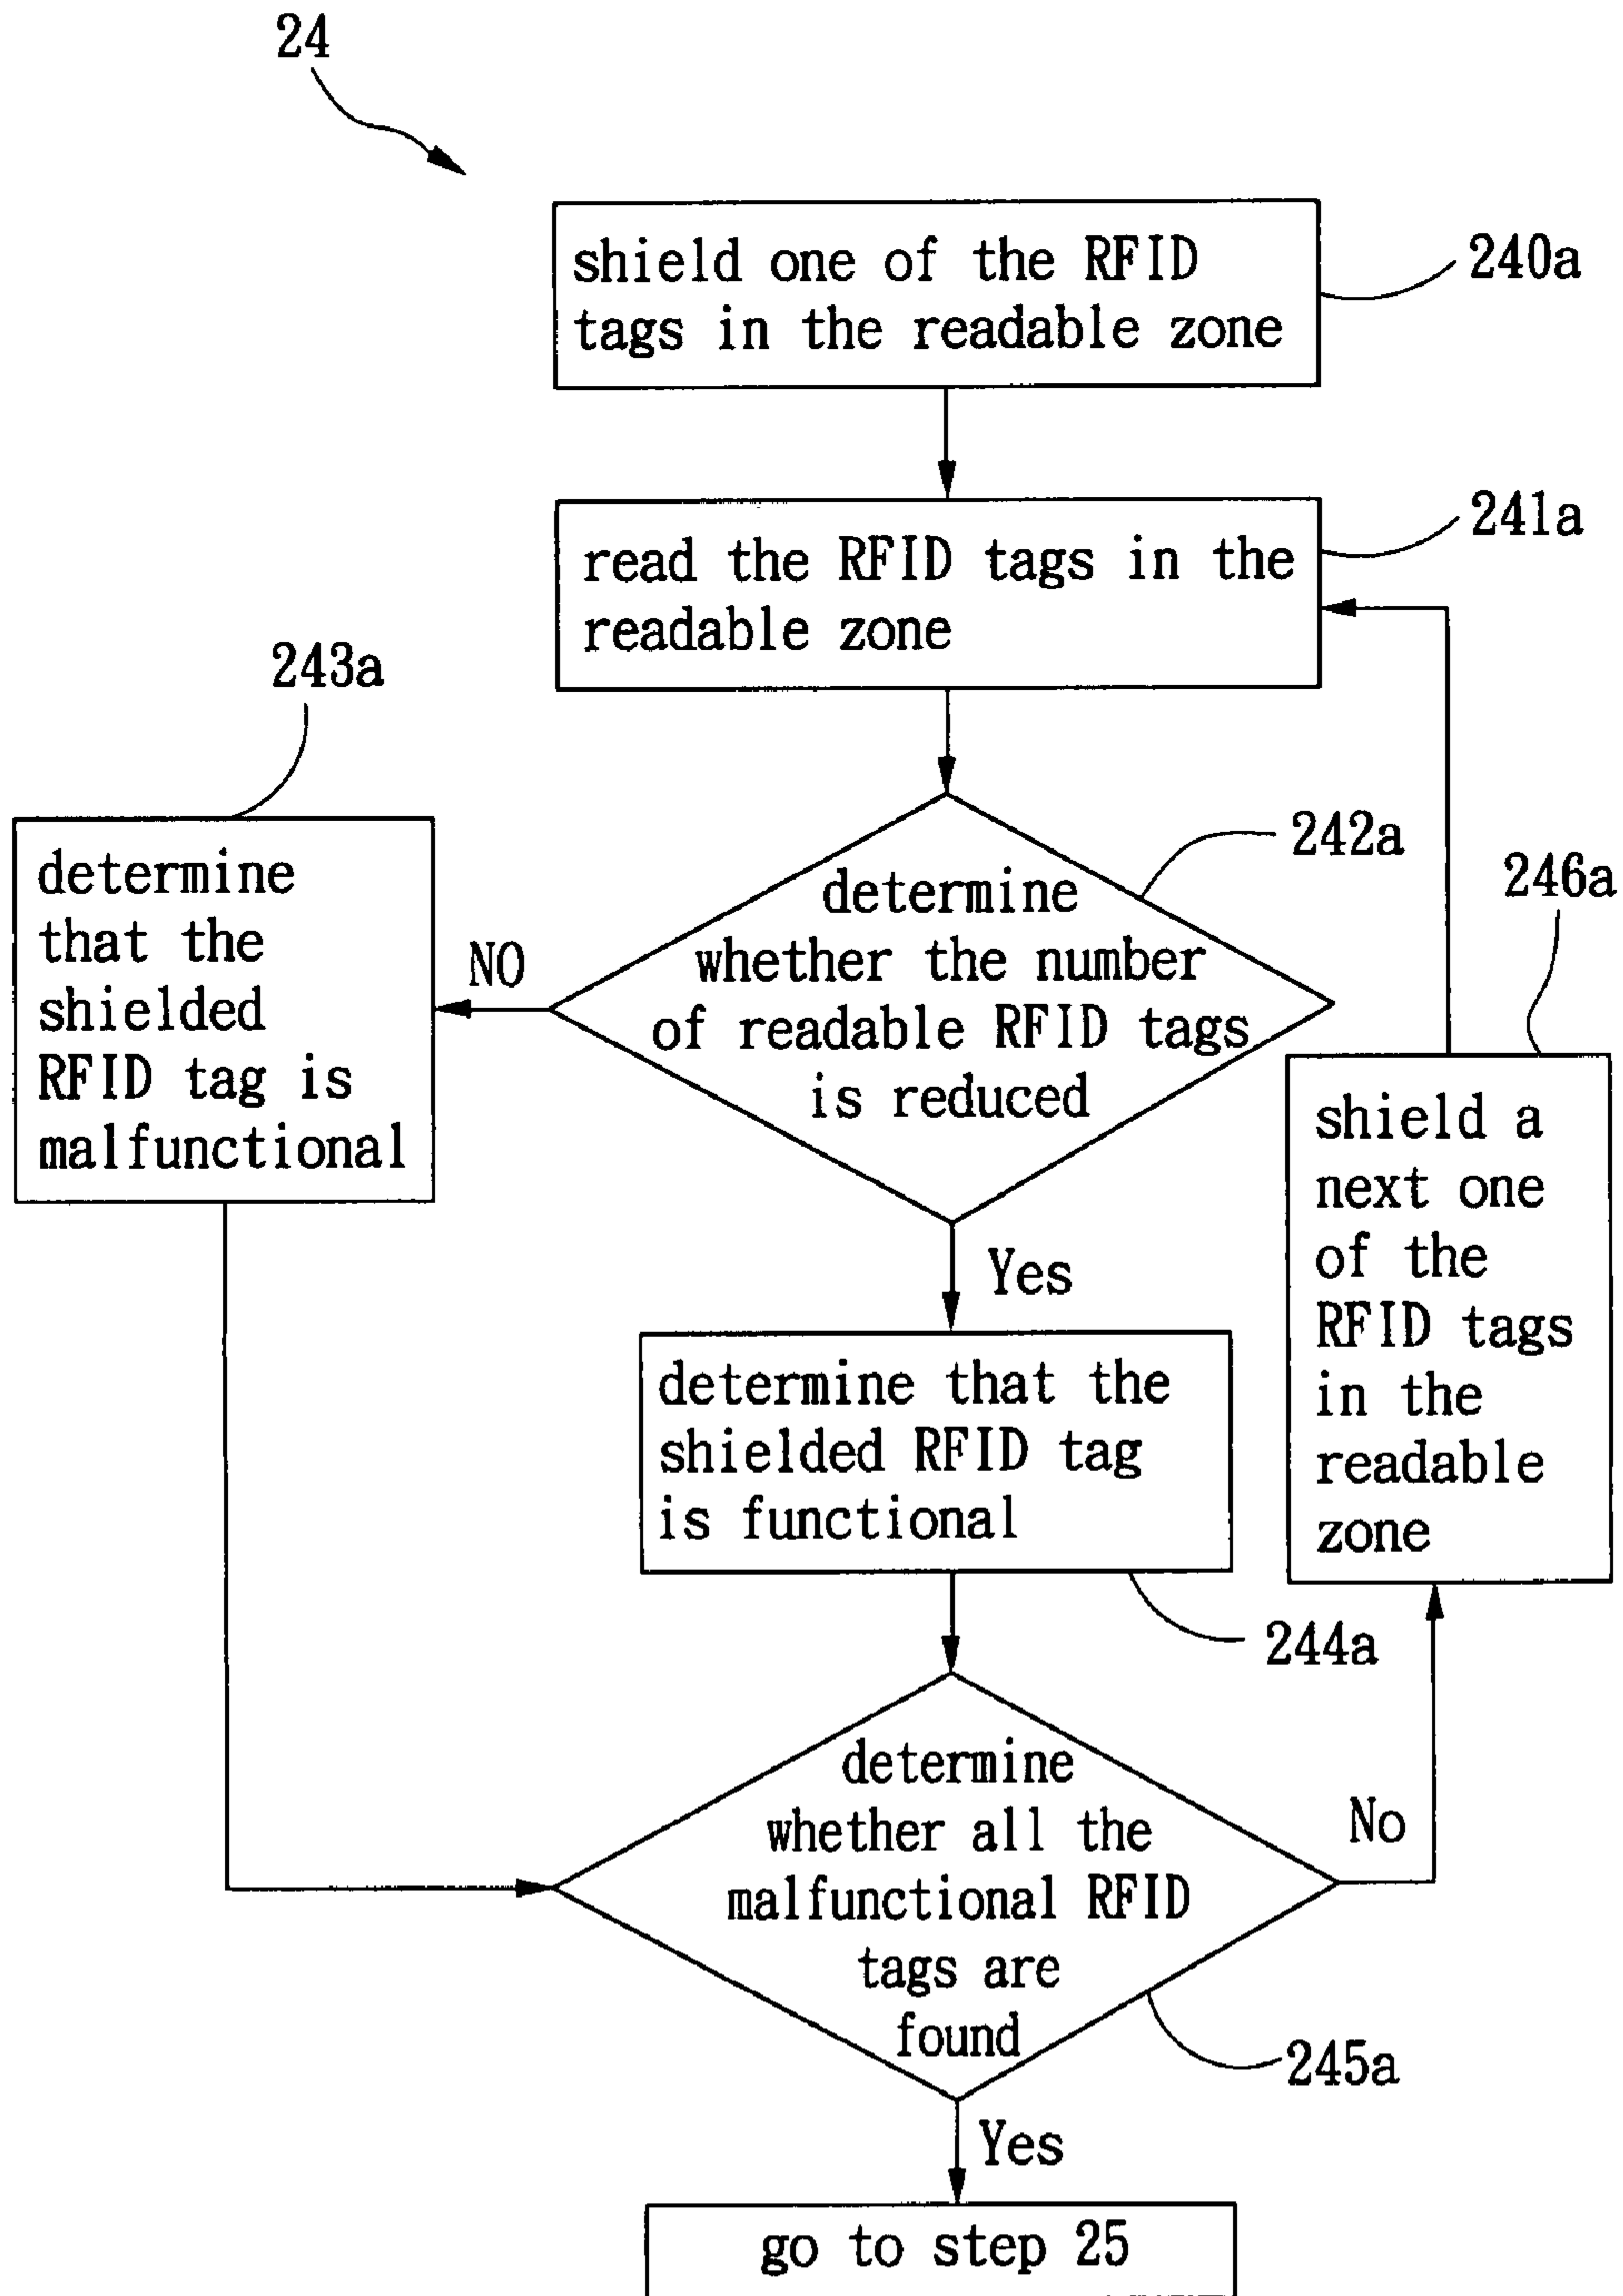 24
shield one of the RFID
tags in the readable zone
240a
read the RFID tags in the
readable zone
241a
243a
determine
that the
shielded
RFID tag is
malfunctional
NO
determine
whether the number
of readable RFID tags
is reduced
242a
246a
shield a
next one
of the
RFID tags
in the
readable
zone
Yes
determine that the
shielded RFID tag
is functional
244a
determine
whether all the
malfunctional RFID
tags are
found
No
245a
Yes
go to step 25